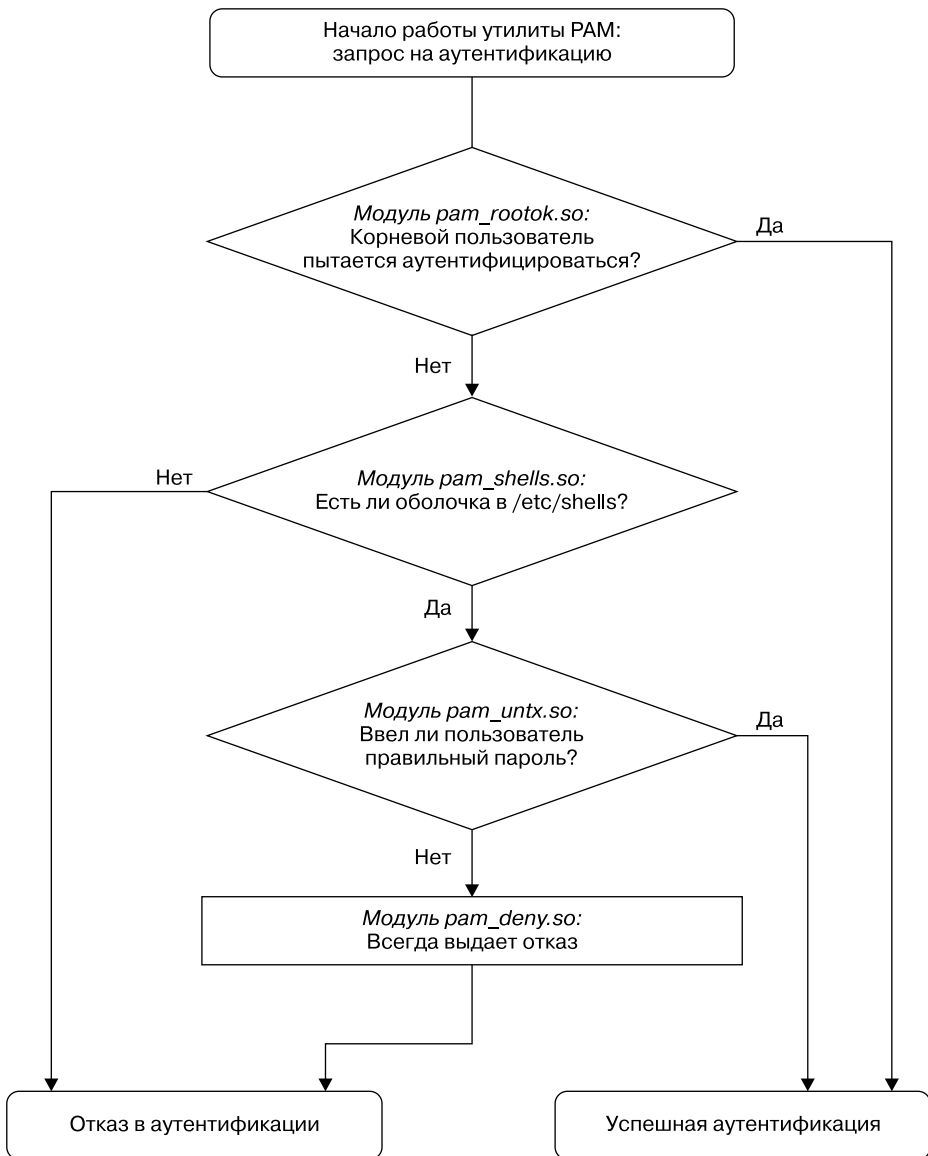 Начало работы утилиты PAM:
запрос на аутентификацию
Модуль pam_rootok.so:
Корневой пользователь
пытается аутентифицироваться?
Да
Нет
Модуль pam_shells.so:
Есть ли оболочка в /etc/shells?
Нет
Да
Модуль pam_untx.so:
Ввел ли пользователь
правильный пароль?
Да
Нет
Модуль pam_deny.so:
Всегда выдает отказ
Отказ в аутентификации
Успешная аутентификация